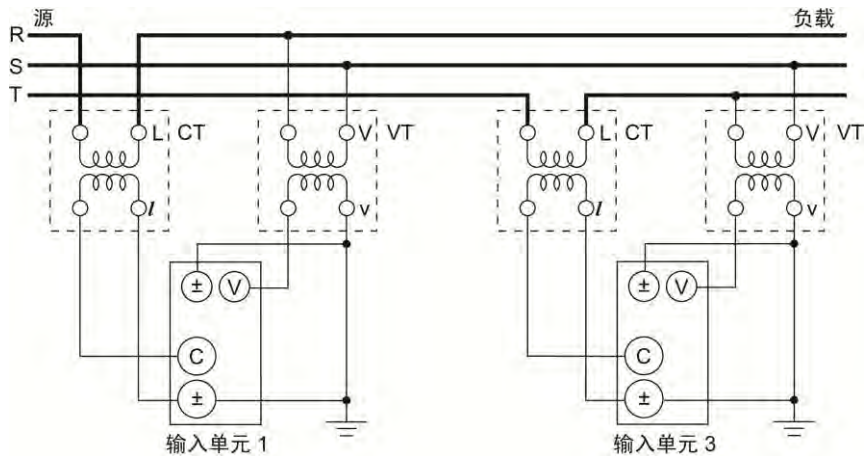 源 负载
R
S
T
L CT V VT L CT V VT
l v l v
± V ± V
C C
± ±
输入单元 1 输入单元 3